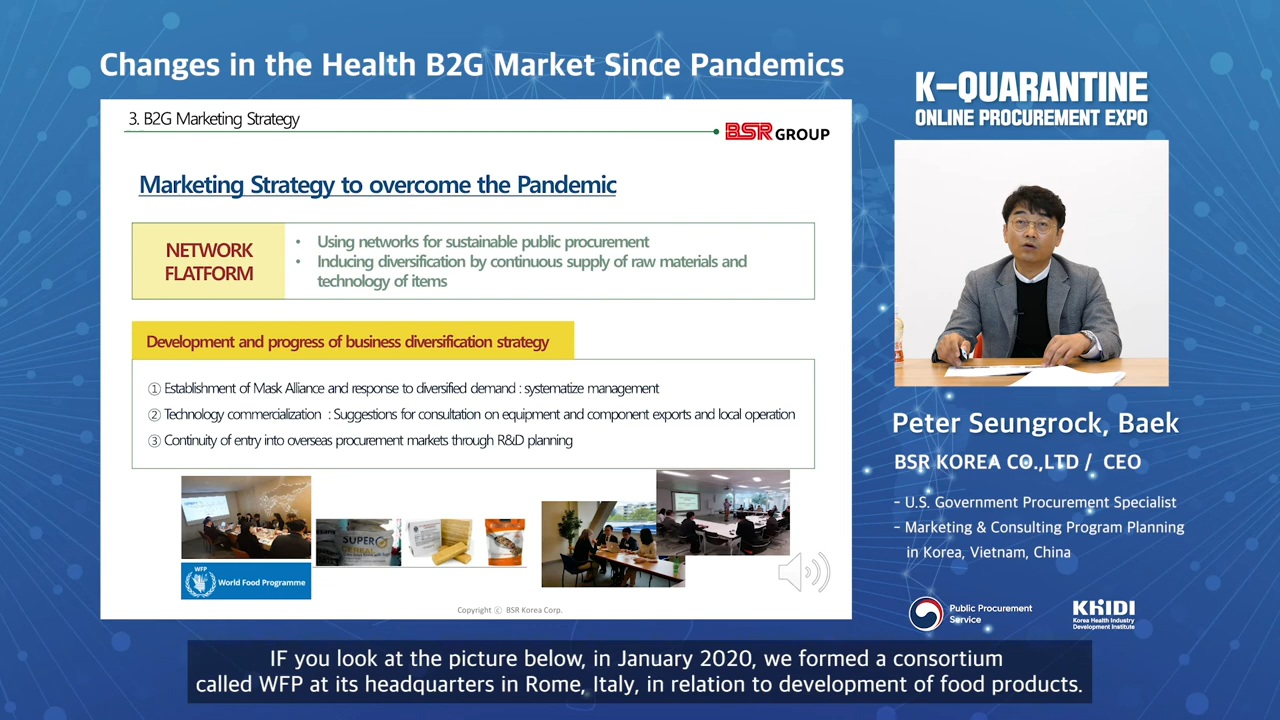 Changes in the Health B2G Market Since Pandemics
3. B2G Marketing Strategy
BSR GROUP
Marketing Strategy to overcome the Pandemic
NETWORK
FLATFORM
• Using networks for sustainable public procurement
• Inducing diversification by continuous supply of raw materials and
technology of items
Development and progress of business diversification strategy
① Establishment of Mask Alliance and response to diversified demand : systematize management
② Technology commercialization : Suggestions for consultation on equipment and component exports and local operation
③ Continuity of entry into overseas procurement markets through R&D planning
SUPER
CEREAL
WFP
World Food Programme
Copyright ⓒ BSR Korea Corp.
K-QUARANTINE
ONLINE PROCUREMENT EXPO
Peter Seungrock, Baek
BSR KOREA CO.,LTD / CEO
- U.S. Government Procurement Specialist
- Marketing & Consulting Program Planning
in Korea, Vietnam, China
Public Procurement
Service
KHIDI
Korea Health Industry
Development Institute
IF you look at the picture below, in January 2020, we formed a consortium
called WFP at its headquarters in Rome, Italy, in relation to development of food products.